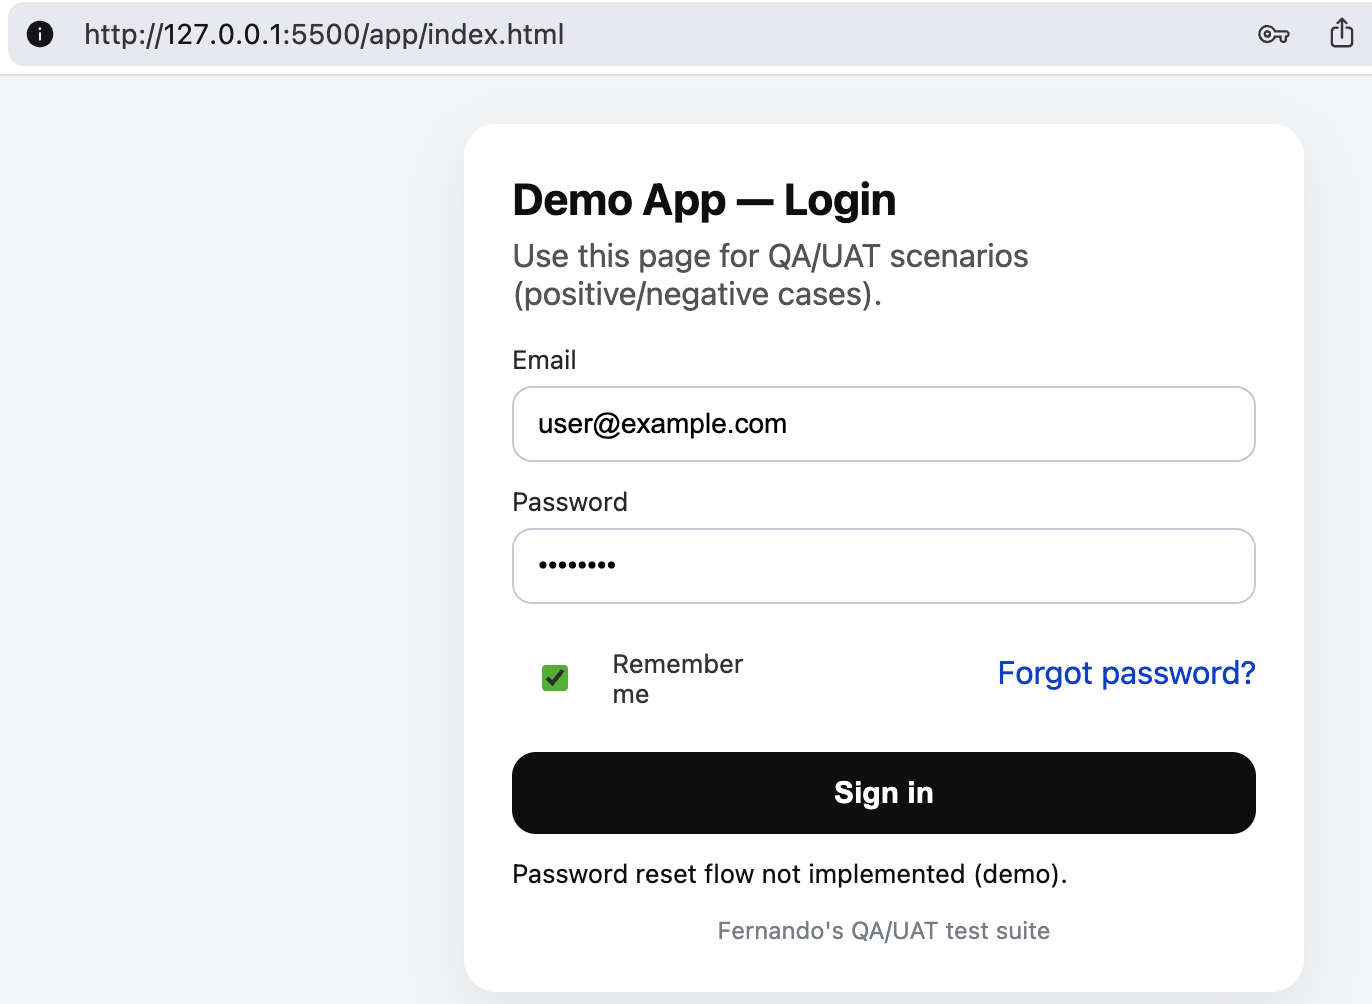 http://127.0.0.1:5500/app/index.html
Demo App — Login
Use this page for QA/UAT scenarios
(positive/negative cases).
Email
user@example.com
Password
••••••••
Remember
me
Forgot password?
Sign in
Password reset flow not implemented (demo).
Fernando's QA/UAT test suite